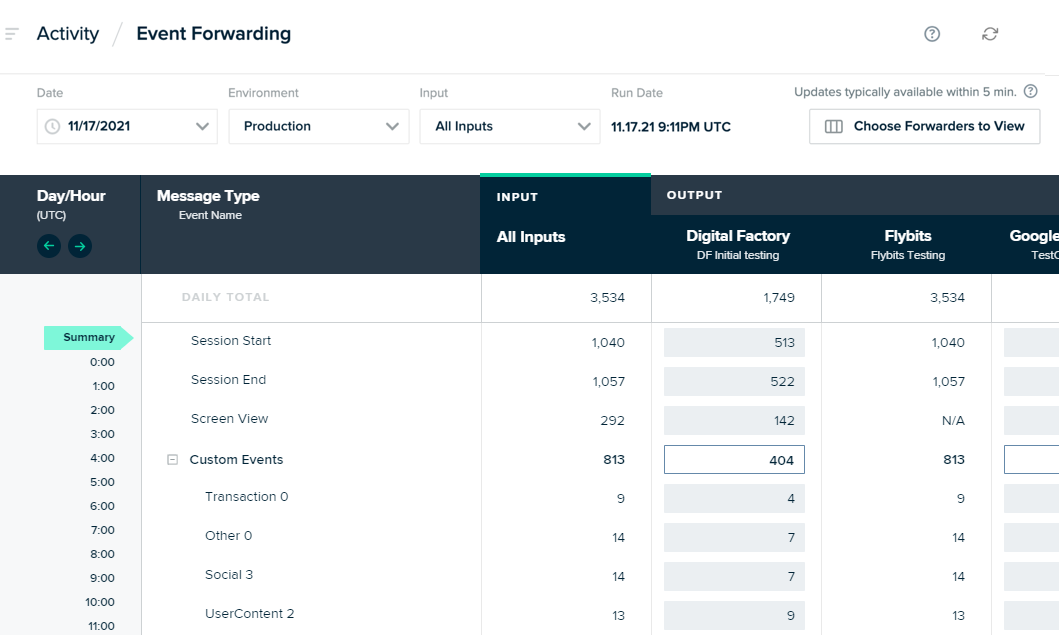 Activity / Event Forwarding
Date
Environment
Input
Run Date
Updates typically available within 5 min.
11/17/2021
Production
All Inputs
11.17.21 9:11PM UTC
Choose Forwarders to View
Day/Hour
(UTC)
Message Type
Event Name
INPUT
All Inputs
OUTPUT
Digital Factory
DF Initial testing
Flybits
Flybits Testing
Google
TestC
DAILY TOTAL 3,534 1,749 3,534
Summary
Session Start 1,040 513 1,040
0:00
Session End 1,057 522 1,057
1:00
2:00
Screen View 292 142 N/A
3:00
4:00
Custom Events 813 404 813
5:00
Transaction 0 9 4 9
6:00
7:00
Other 0 14 7 14
8:00
9:00
Social 3 14 7 14
10:00
UserContent 2 13 9 13
11:00